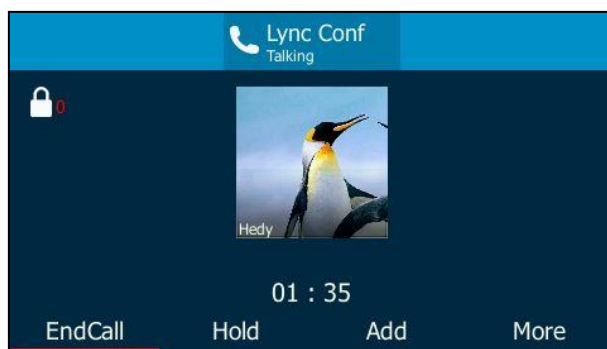 Lync Conf
Talking
0
Hedy
01 : 35
EndCall Hold Add More